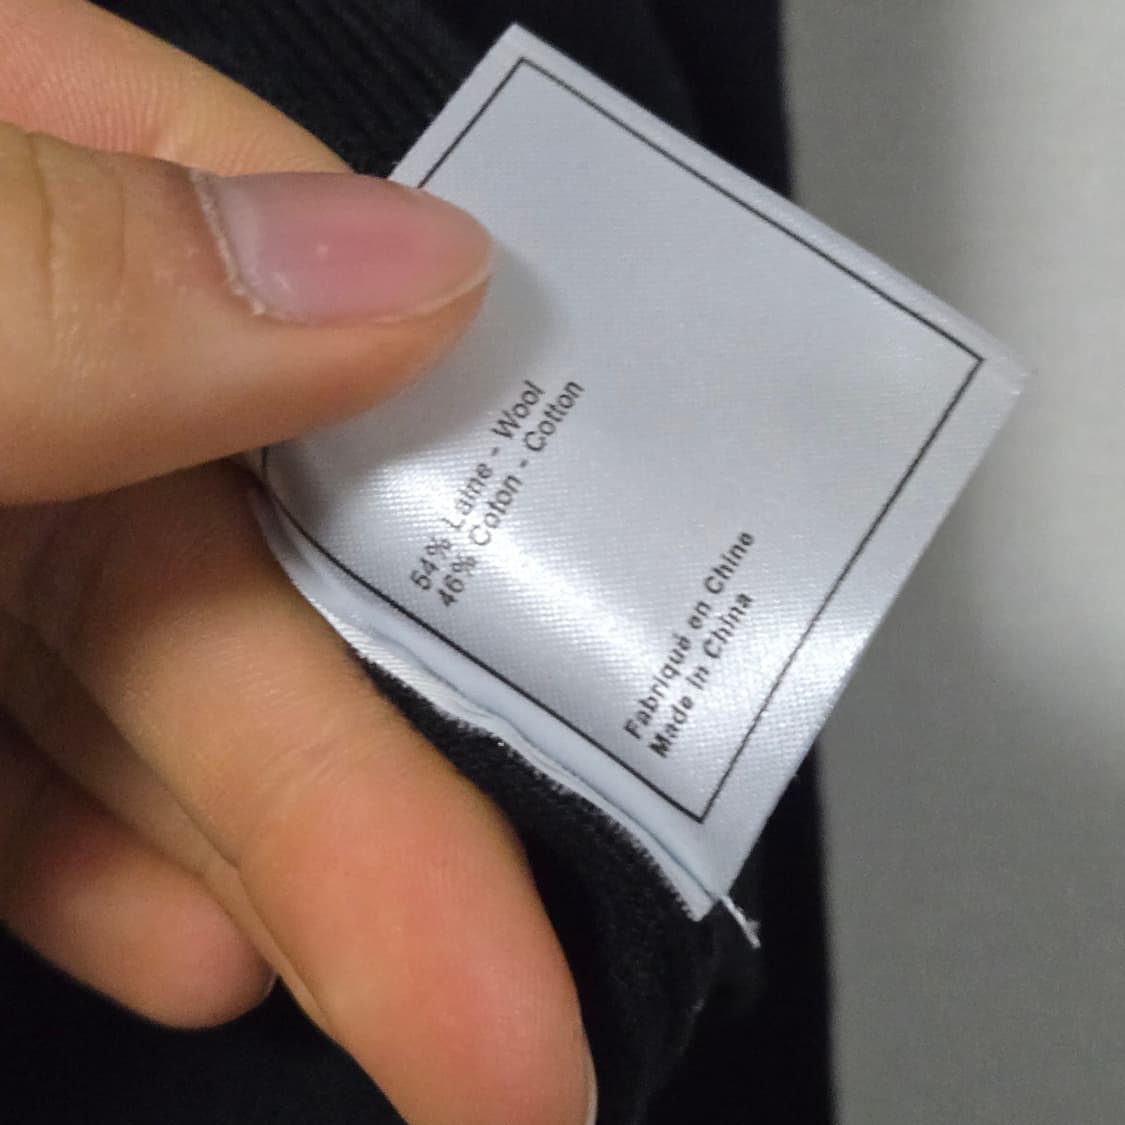 54% Laine - Wool
46% Coton - Cotton
Fabriqué en Chine
Made in China